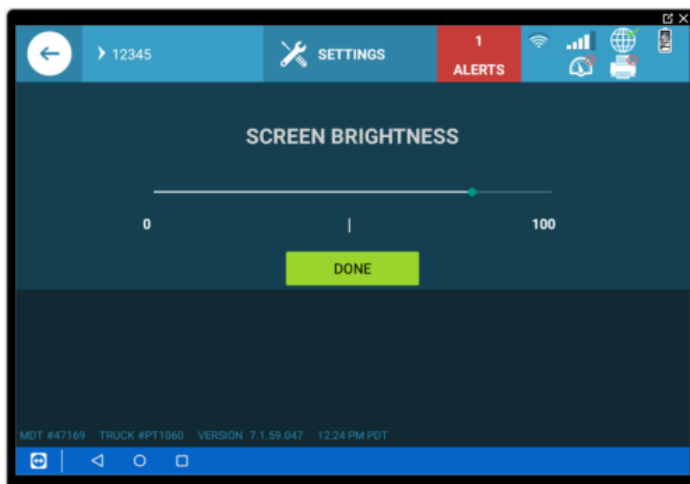 12345
SETTINGS
1
ALERTS
SCREEN BRIGHTNESS
0 | 100
DONE
MDT #47169 TRUCK #PT1060 VERSION 7.1.59.047 12:24 PM PDT